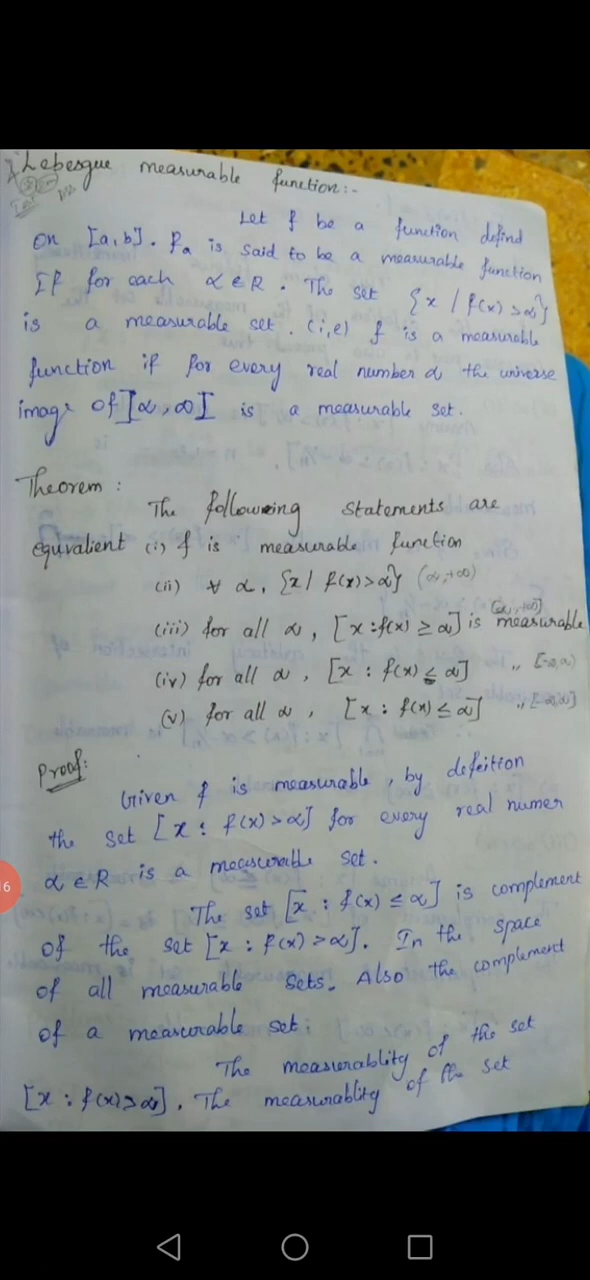 Lebesgue measurable function:-
Let f be a function defind
on [a,b]. fa is said to be a measurable function
If for each α ∈ R. The set {x / f(x) > α}
is a measurable set. (i,e) f is a measurable
function if for every real number α the universe
image of ](α, ∞)[ is a measurable set.
Theorem :
The following statements are
equvalient (i) f is measurable function
(ii) ∀ α, {x / f(x) > α} (α, +∞)
(iii) for all α, [x : f(x) ≥ α] is measurable
(iv) for all α, [x : f(x) ≤ α] ,,
(v) for all α, [x : f(x) ≤ α] ,,
Proof:
Given f is measurable, by defeition
the set [x : f(x) > α] for every real numer
α ∈ R is a measurable set.
The set [x : f(x) ≤ α] is complement
of the set [x : f(x) > α]. In the space
of all measurable sets. Also the complement
of a measurable set:
The measurablity of the set
[x : f(x) > α]. The measurablity of the set
16